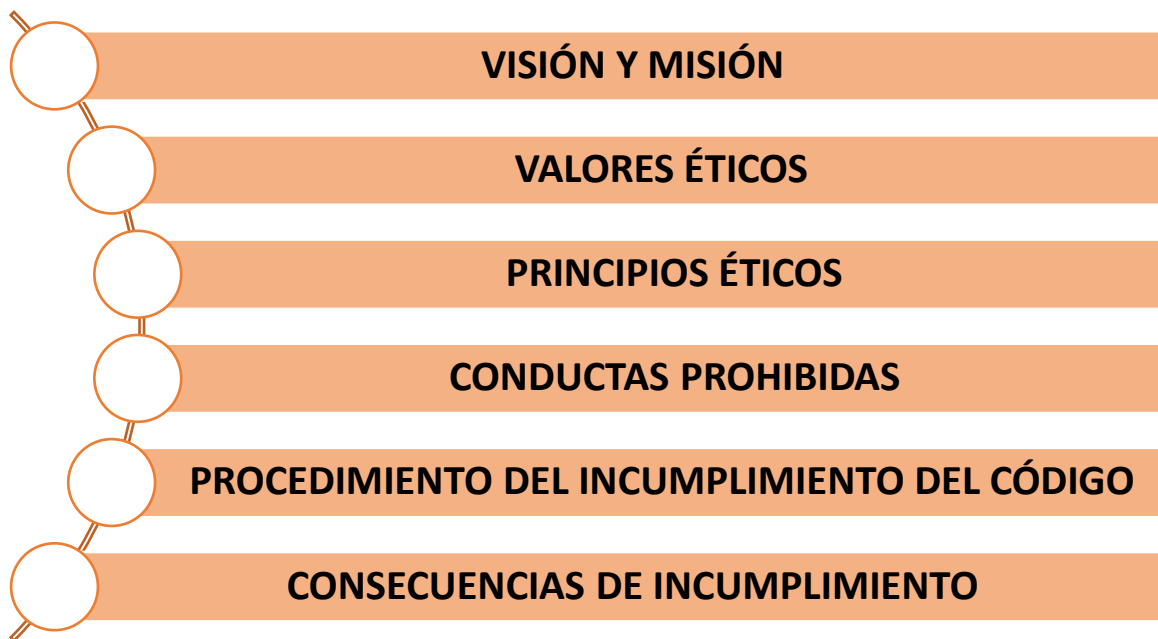 VISIÓN Y MISIÓN
VALORES ÉTICOS
PRINCIPIOS ÉTICOS
CONDUCTAS PROHIBIDAS
PROCEDIMIENTO DEL INCUMPLIMIENTO DEL CÓDIGO
CONSECUENCIAS DE INCUMPLIMIENTO